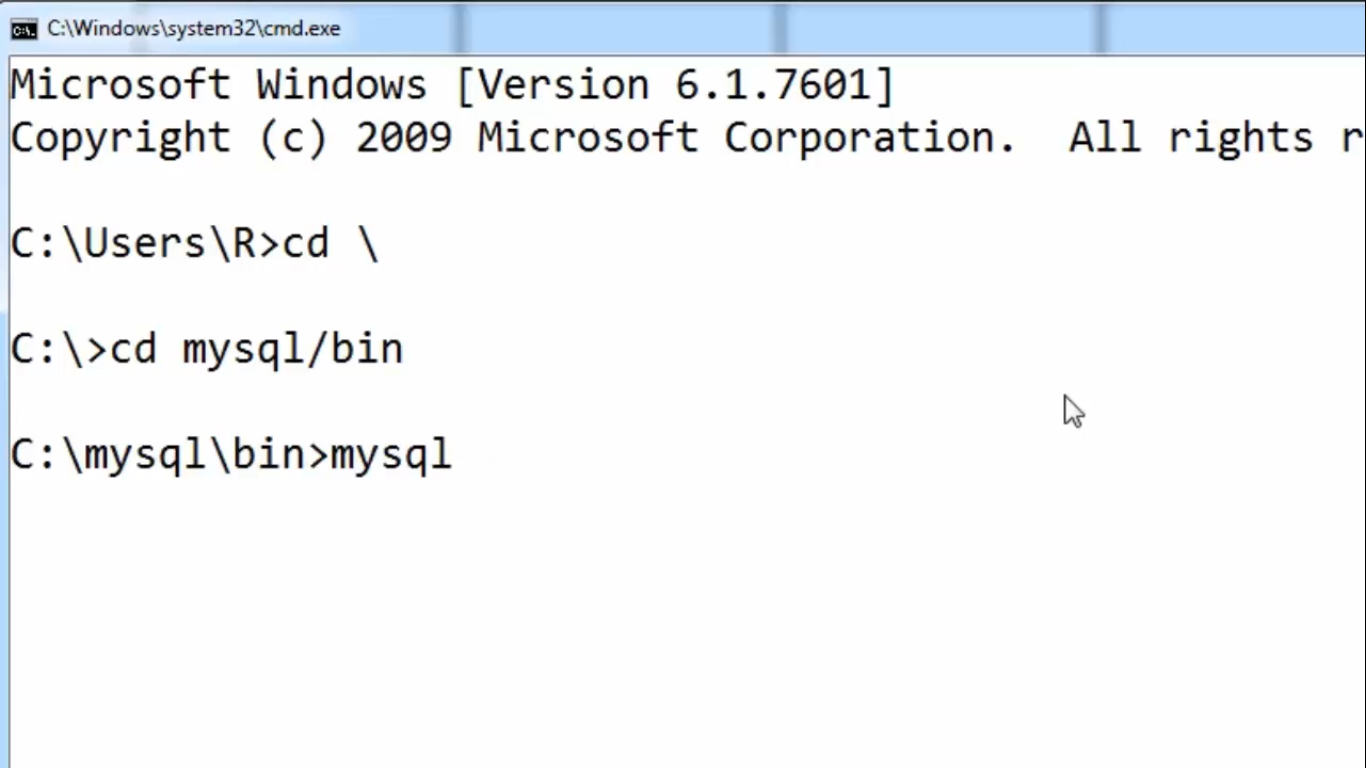 C:\Windows\system32\cmd.exe
Microsoft Windows [Version 6.1.7601]
Copyright (c) 2009 Microsoft Corporation.  All rights
C:\Users\R>cd \
C:\>cd mysql/bin
C:\mysql\bin>mysql